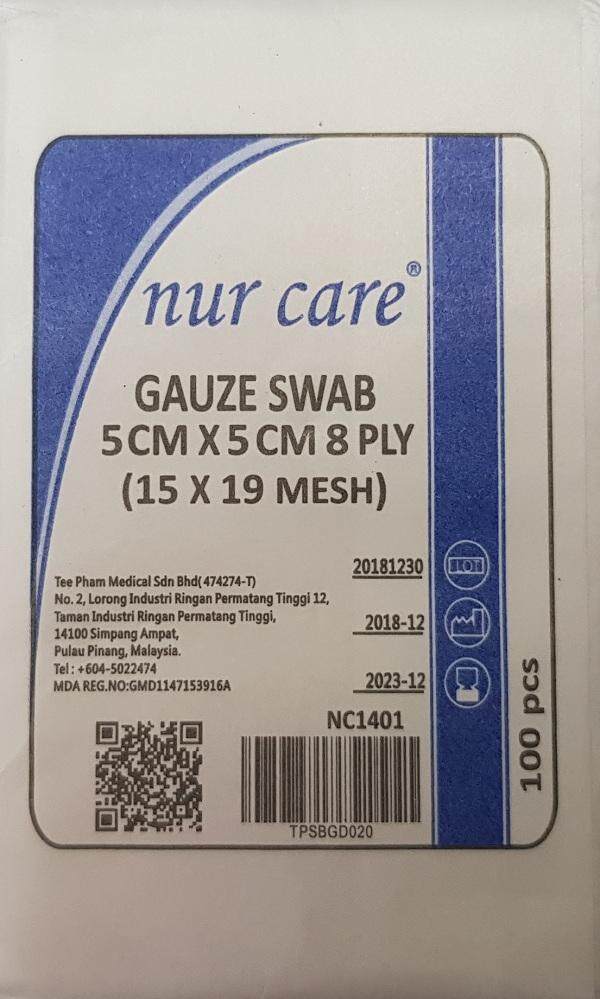 nur care®
GAUZE SWAB
5 CM X 5 CM 8 PLY
(15 X 19 MESH)
Tee Pham Medical Sdn Bhd( 474274-T)
No. 2, Lorong Industri Ringan Permatang Tinggi 12,
Taman Industri Ringan Permatang Tinggi,
14100 Simpang Ampat,
Pulau Pinang, Malaysia.
Tel : +604-5022474
MDA REG.NO:GMD1147153916A
20181230
LOT
2018-12
2023-12
NC1401
TPSBGD020
100 pcs